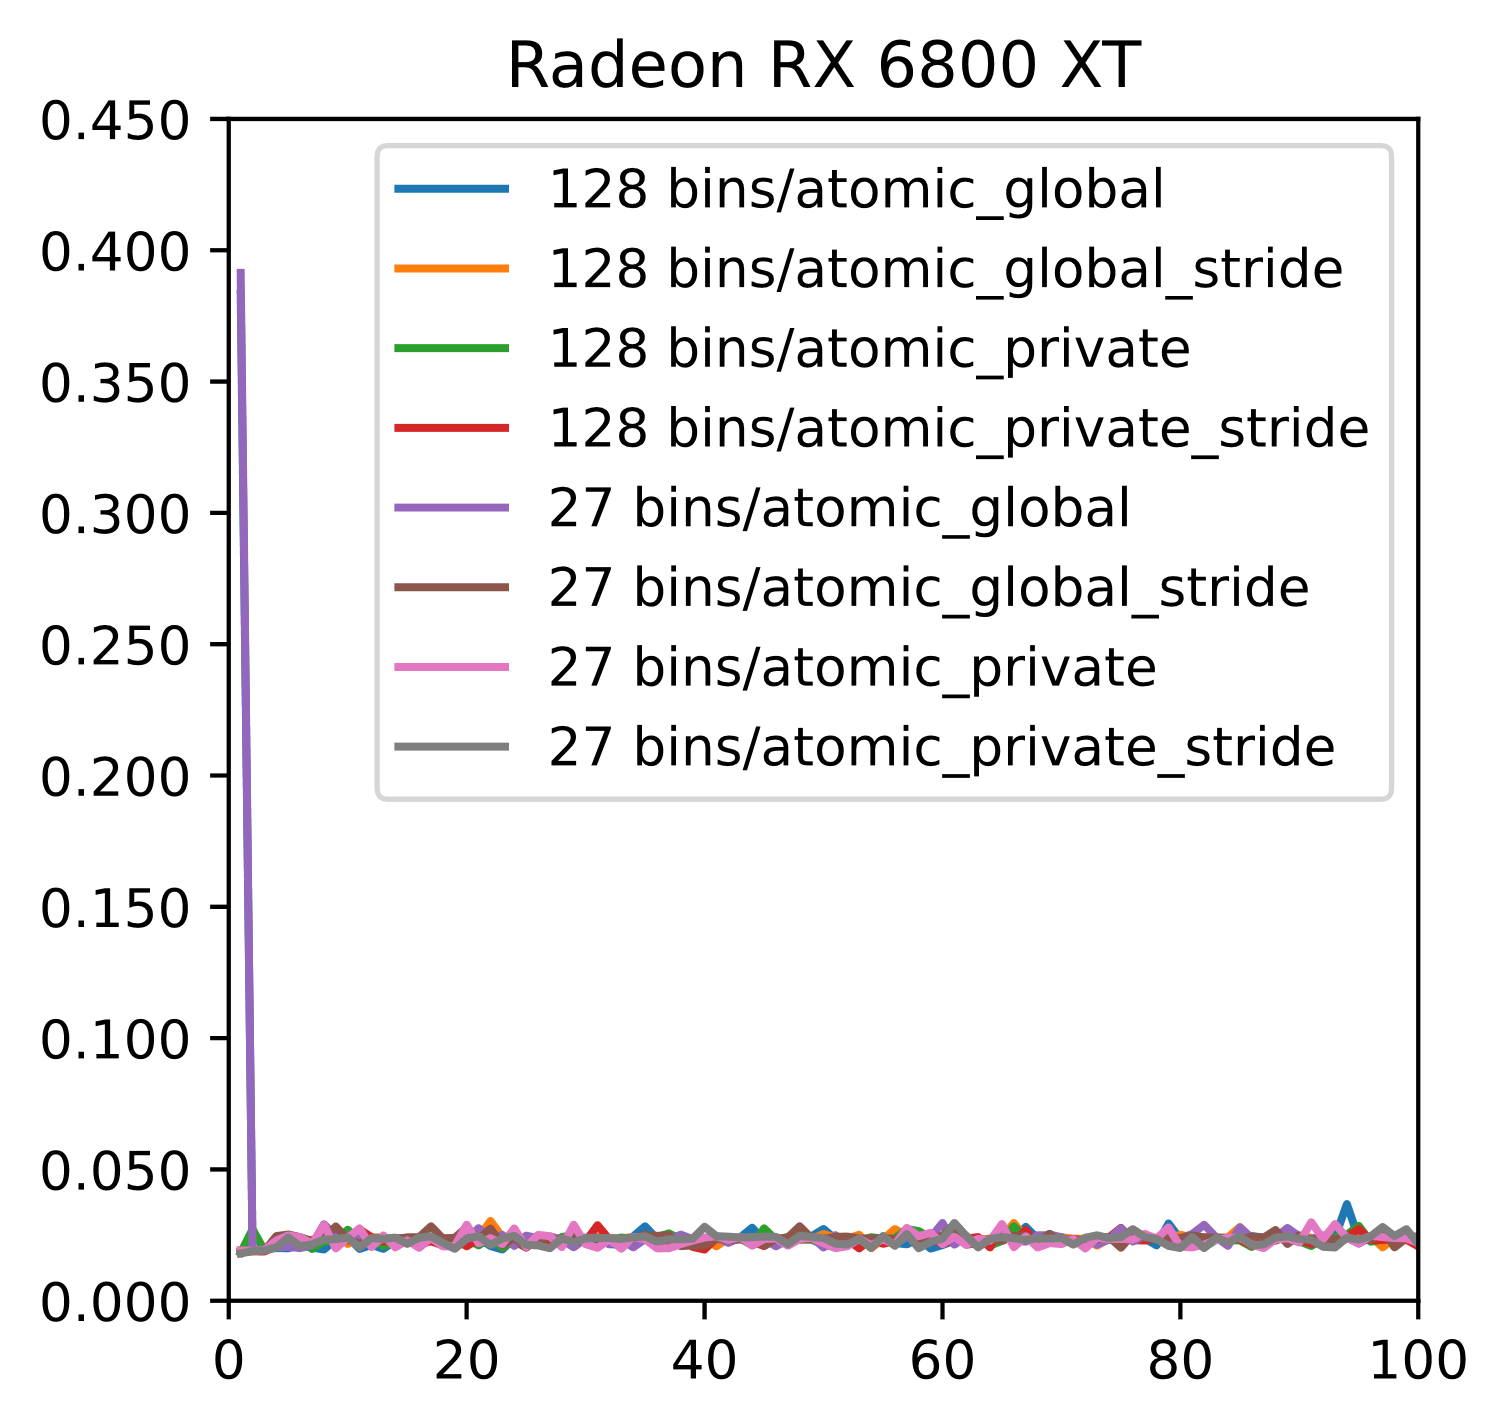 Radeon RX 6800 XT
0.450
0.400
0.350
0.300
0.250
0.200
0.150
0.100
0.050
0.000
128 bins/atomic_global
128 bins/atomic_global_stride
128 bins/atomic_private
128 bins/atomic_private_stride
27 bins/atomic_global
27 bins/atomic_global_stride
27 bins/atomic_private
27 bins/atomic_private_stride
0 20 40 60 80 100